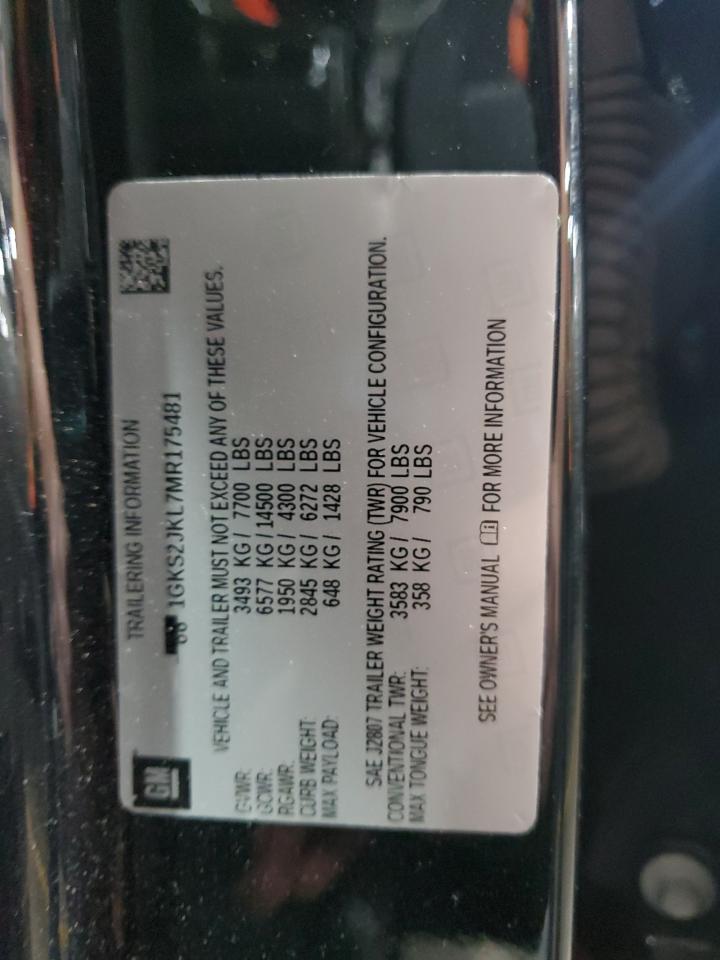 GM
TRAILERING INFORMATION
1GKS2JKL7MR175481
VEHICLE AND TRAILER MUST NOT EXCEED ANY OF THESE VALUES.
GVWR: 3493 KG / 7700 LBS
GCWR: 6577 KG / 14500 LBS
RGAWR: 1950 KG / 4300 LBS
CURB WEIGHT: 2845 KG / 6272 LBS
MAX PAYLOAD: 648 KG / 1428 LBS
SAE J2807 TRAILER WEIGHT RATING (TWR) FOR VEHICLE CONFIGURATION.
CONVENTIONAL TWR: 3583 KG / 7900 LBS
MAX TONGUE WEIGHT: 358 KG / 790 LBS
SEE OWNER'S MANUAL FOR MORE INFORMATION